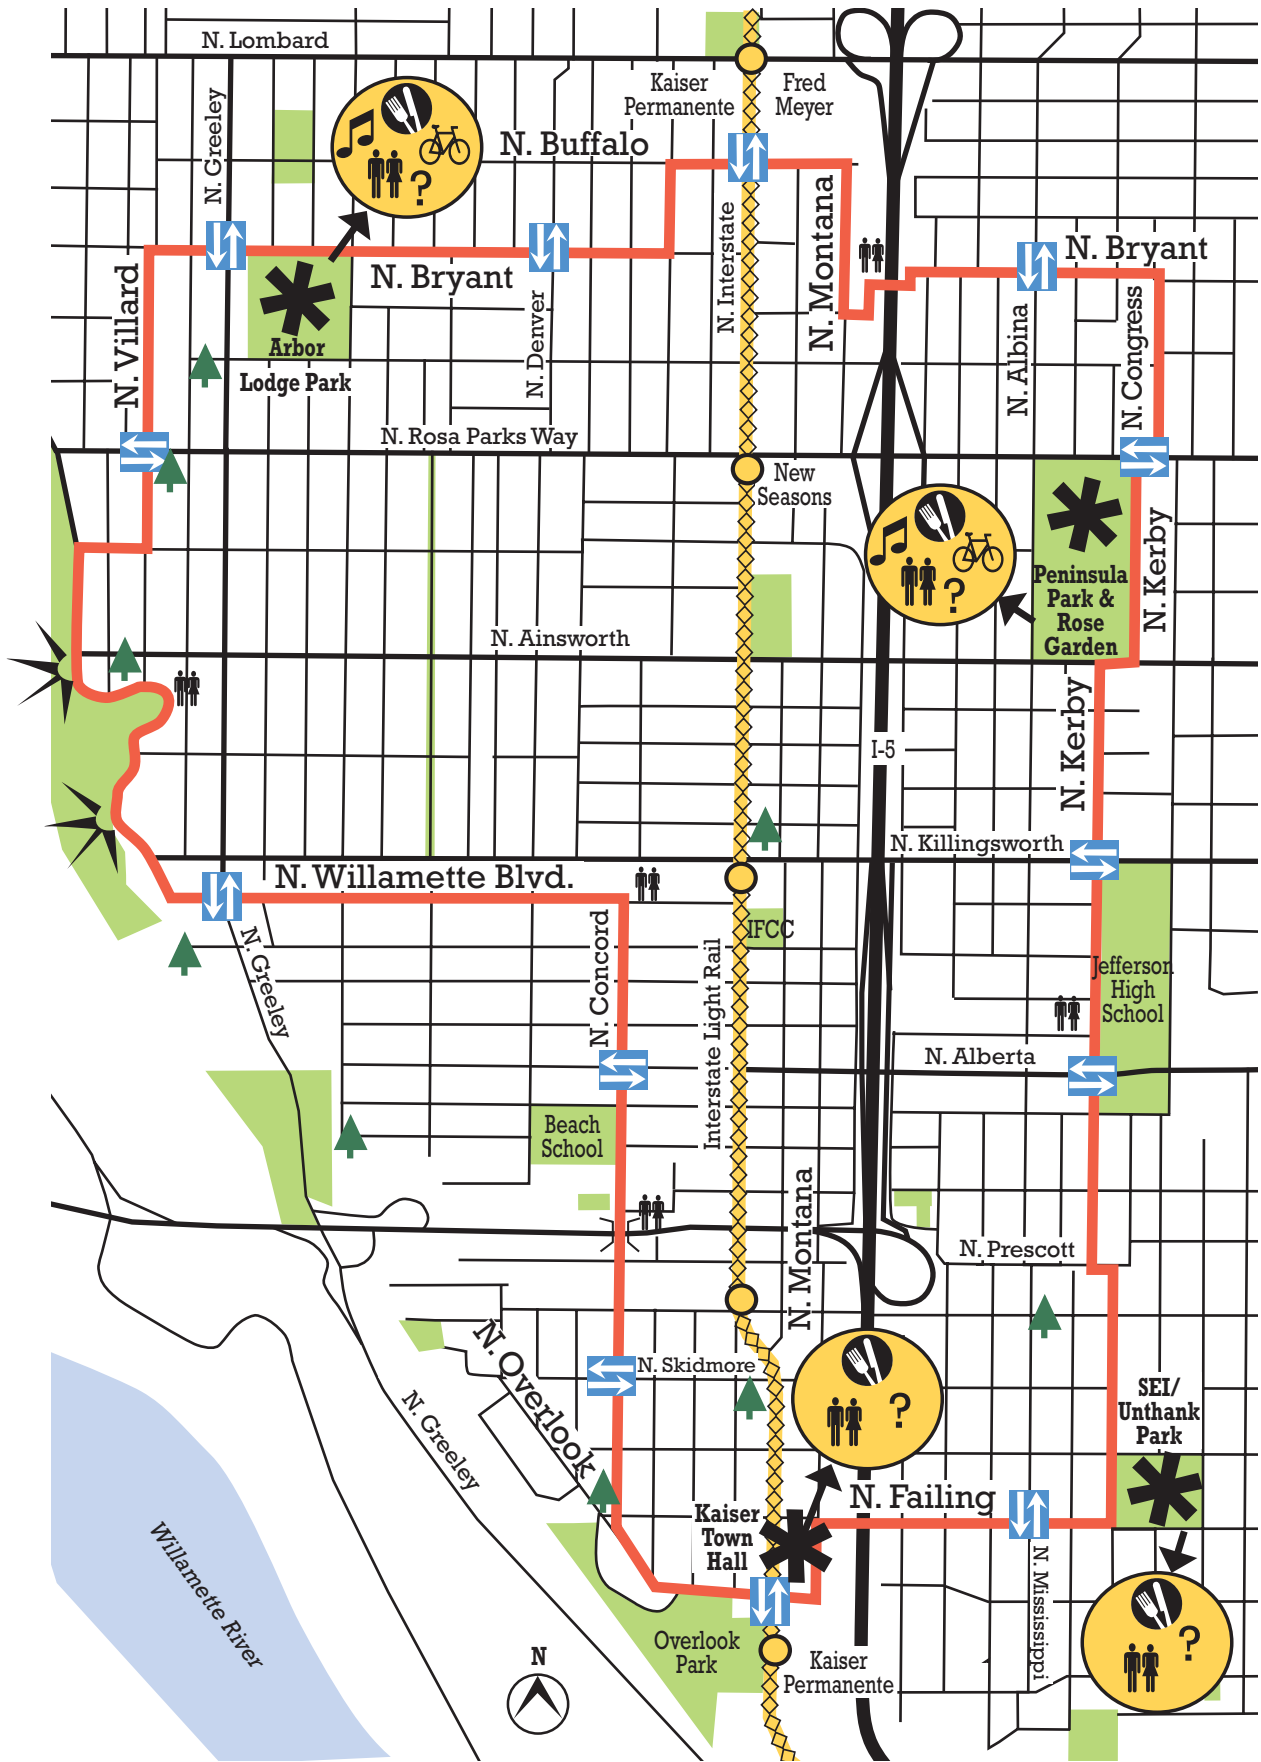 N. Lombard
Kaiser
Permanente
Fred
Meyer
N. Greeley
N. Buffalo
?
N. Interstate
N. Montana
N. Bryant
N. Bryant
N. Villard
N. Denver
N. Albina
N. Congress
Arbor
Lodge Park
N. Rosa Parks Way
New
Seasons
?
Peninsula
Park &
Rose
Garden
N. Kerby
N. Ainsworth
N. Kerby
I-5
N. Killingsworth
N. Willamette Blvd.
IFCC
N. Greeley
N. Concord
Interstate Light Rail
Jefferson
High
School
N. Alberta
Beach
School
N. Montana
N. Prescott
N. Overlook
N. Skidmore
N. Greeley
?
SEI/
Unthank
Park
N. Failing
Kaiser
Town
Hall
N. Mississippi
Willamette River
?
Overlook
Park
Kaiser
Permanente
N